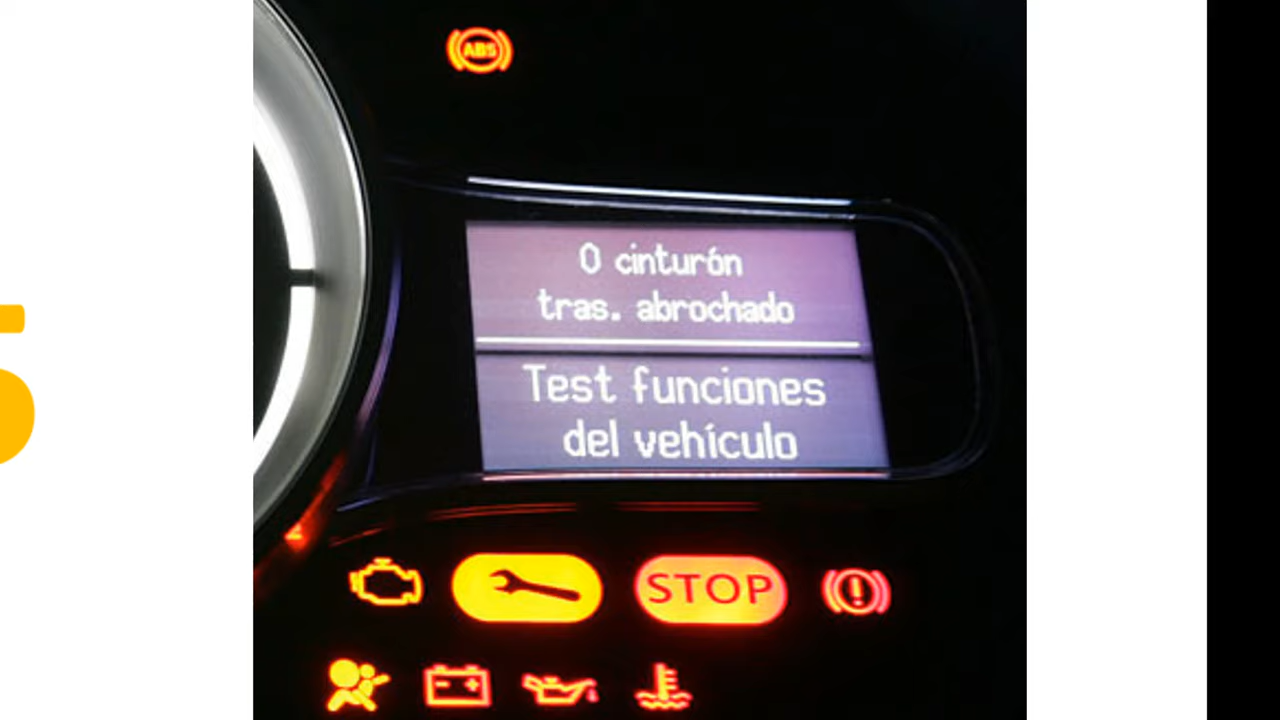 ABS
0 cinturón
tras. abrochado
Test funciones
del vehículo
STOP